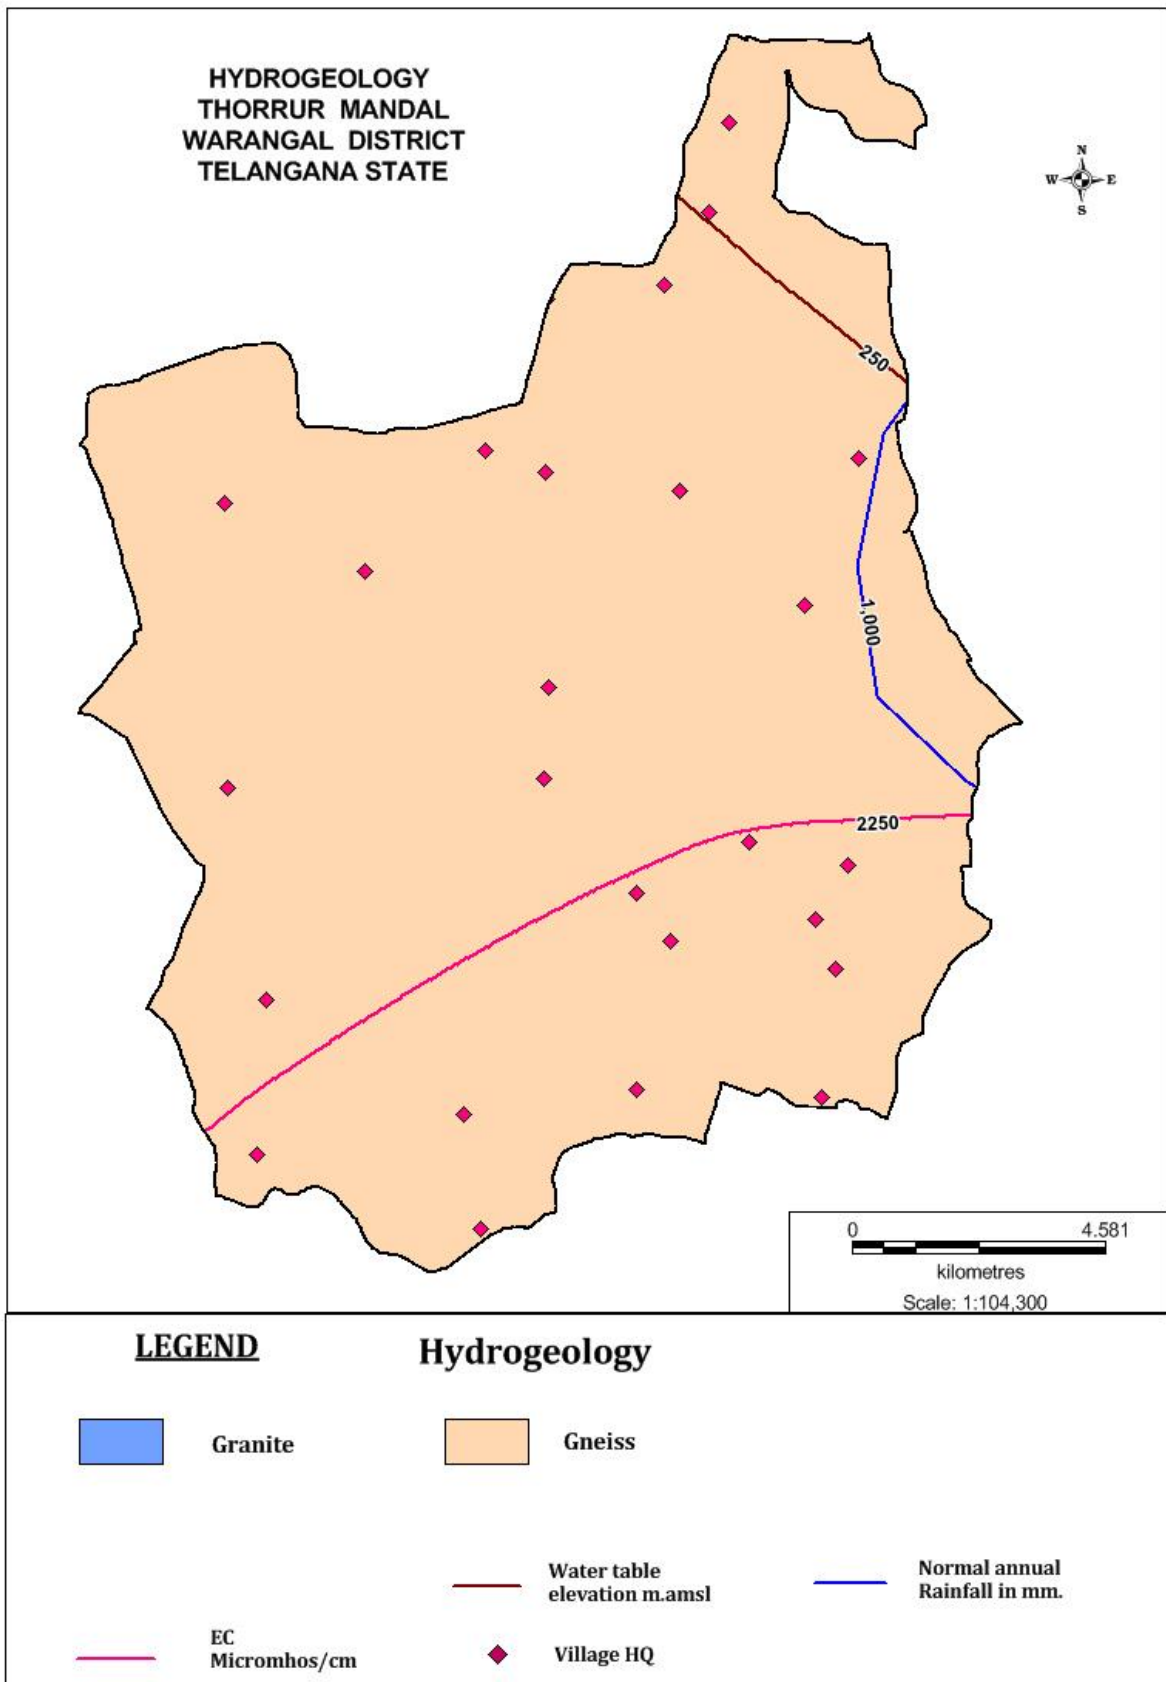 HYDROGEOLOGY
THORRUR MANDAL
WARANGAL DISTRICT
TELANGANA STATE
N
W E
S
250
1,000
2250
0 4.581
kilometres
Scale: 1:104,300
LEGEND Hydrogeology
Granite Gneiss
Water table
elevation m.amsl
Normal annual
Rainfall in mm.
EC
Micromhos/cm
Village HQ